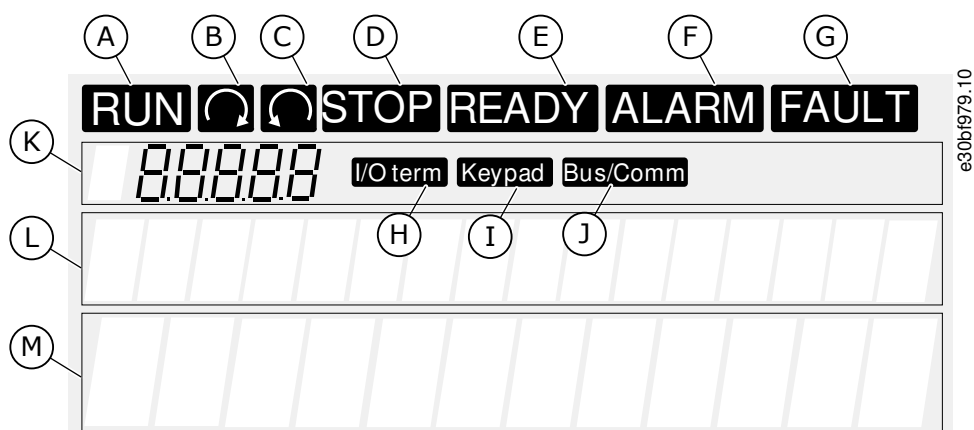 A B C D E F G
RUN STOP READY ALARM FAULT
K 8.8.8.8.8 I/O term Keypad Bus/Comm
H I J
L
M
e30bf979.10